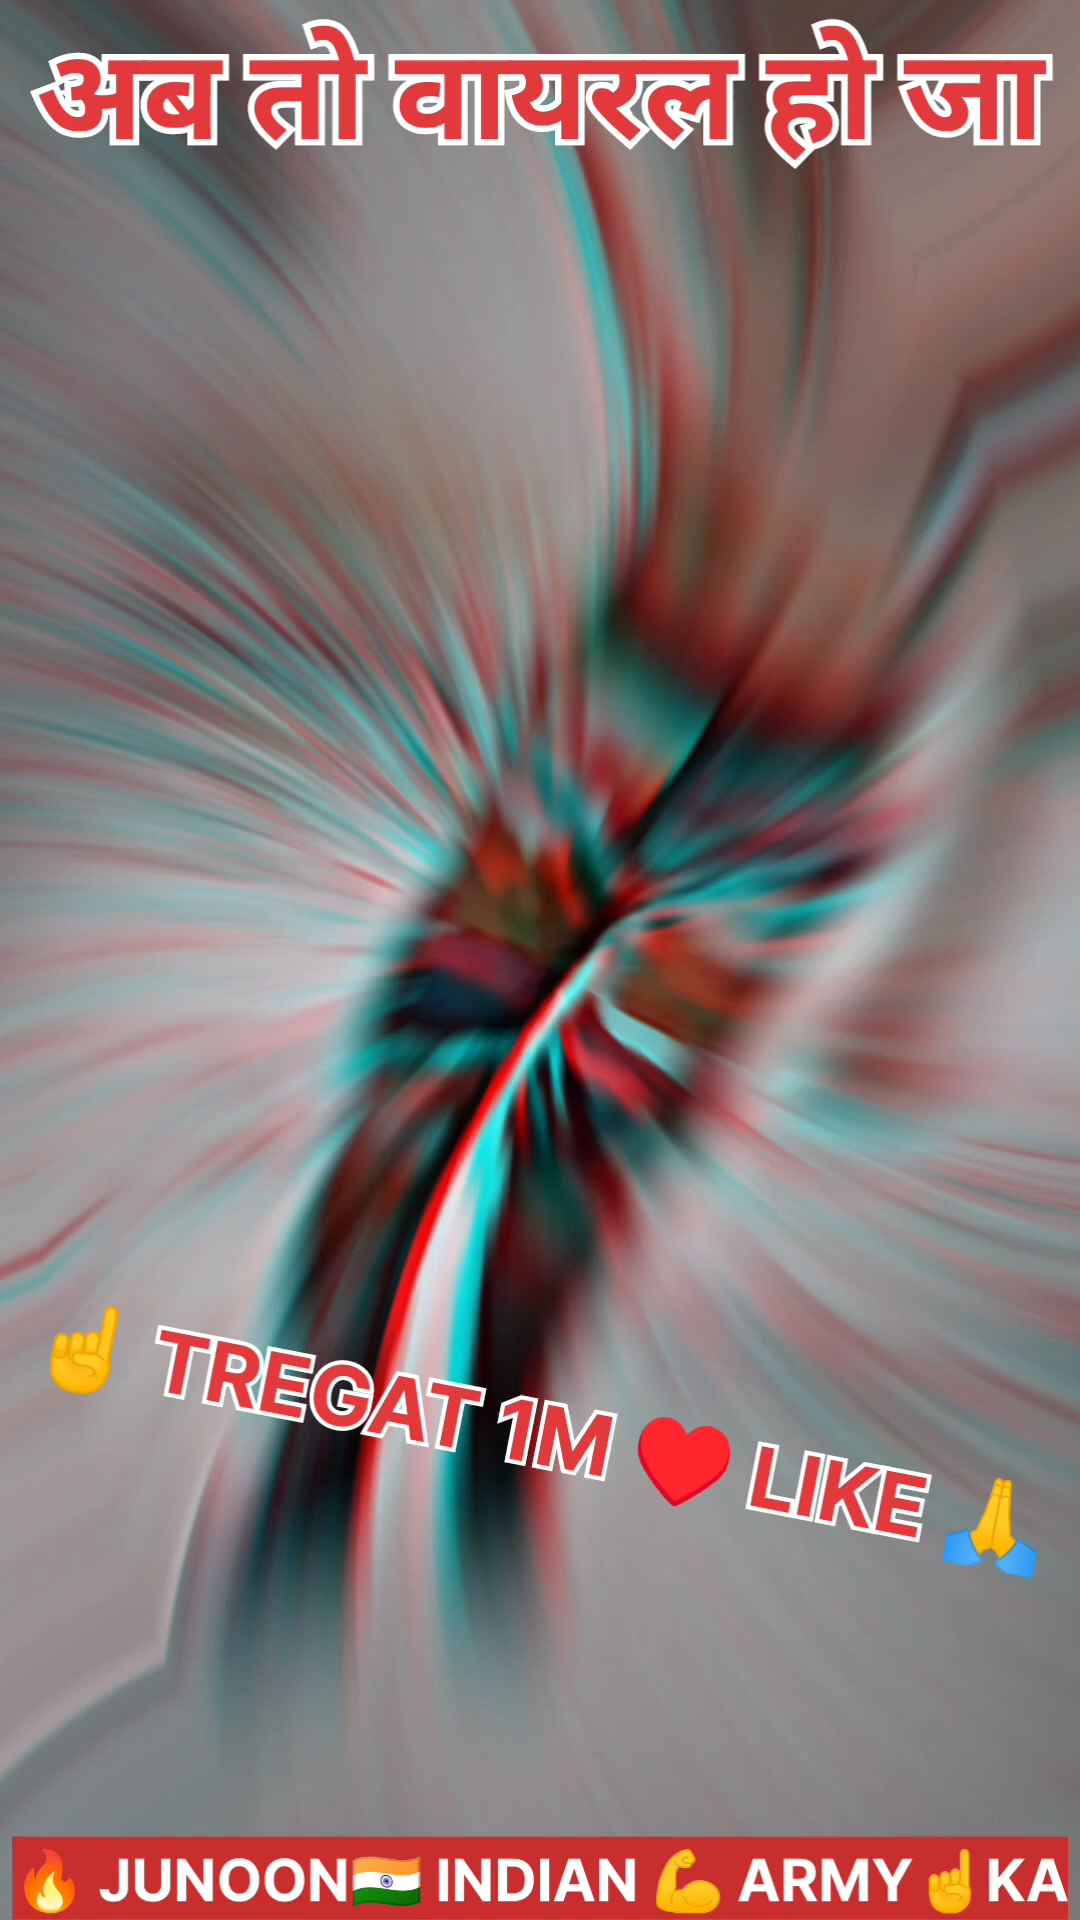 अब तो वायरल हो जा
☝️ TREGAT 1M ♥️ LIKE 🙏
🔥 JUNOON🇮🇳 INDIAN 💪 ARMY☝️KA